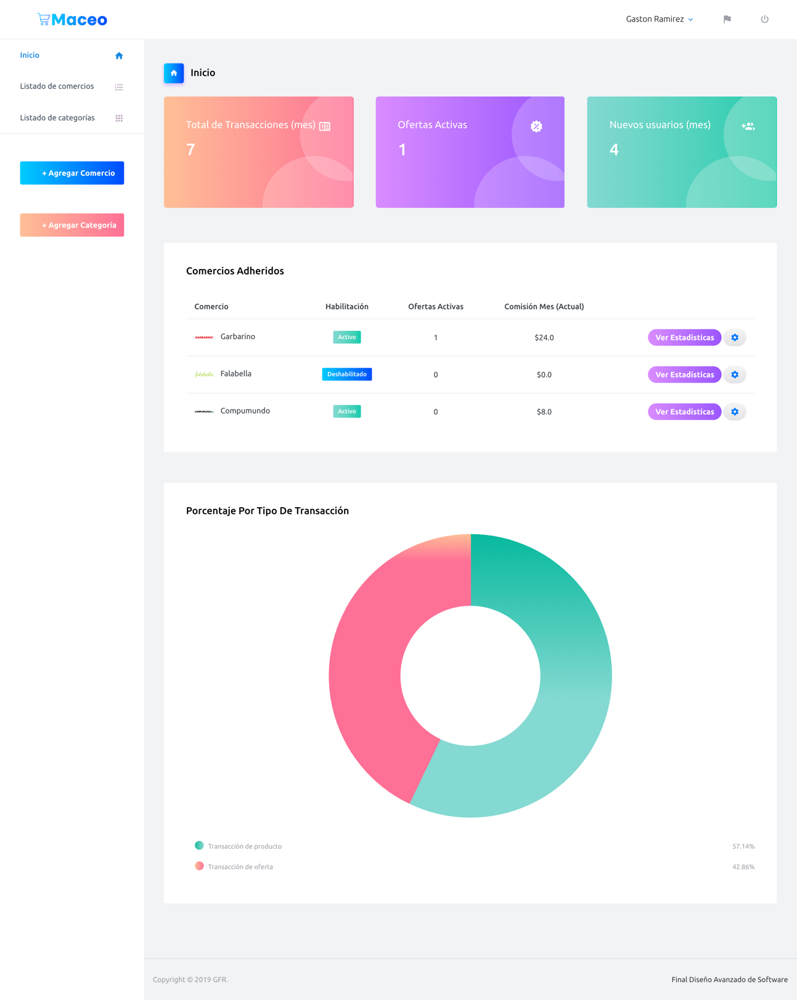 Maceo
Gaston Ramirez
Inicio
Listado de comercios
Listado de categorías
+ Agregar Comercio
+ Agregar Categoría
Inicio
Total de Transacciones (mes)
7
Ofertas Activas
1
Nuevos usuarios (mes)
4
Comercios Adheridos
Comercio Habilitación Ofertas Activas Comisión Mes (Actual)
GARBARINO Garbarino Activo 1 $24.0 Ver Estadísticas
falabella. Falabella Deshabilitado 0 $0.0 Ver Estadísticas
COMPUMUNDO Compumundo Activo 0 $8.0 Ver Estadísticas
Porcentaje Por Tipo De Transacción
Transacción de producto 57.14%
Transacción de oferta 42.86%
Copyright © 2019 GFR.
Final Diseño Avanzado de Software